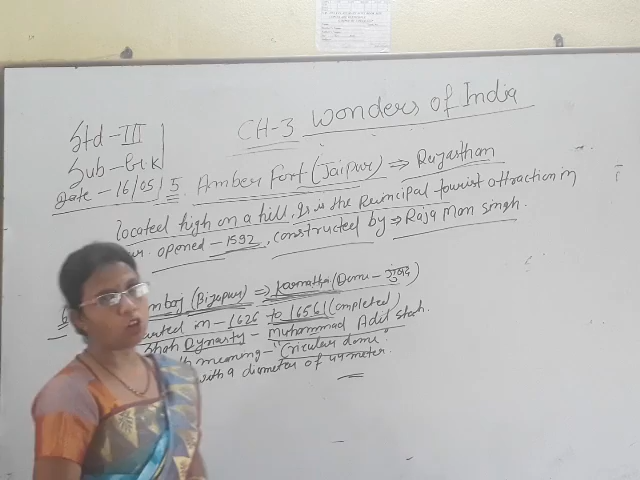 CH-3 wonders of India
Std - III
Sub - G.K
Date - 16/05/
5. Amber Fort (Jaipur) ⇒ Rajasthan
located high on a hill, It is the Principal tourist attraction in
opened - 1592, constructed by ⇒ Raja Man Singh.
(Bijapur) ⇒ Karnataka (Dome - गुंबद)
in - 1626 to 1656 (completed)
Shah Dynasty - Muhammad Adil Shah.
meaning - "Circular dome".
with a diameter of 44 meter.